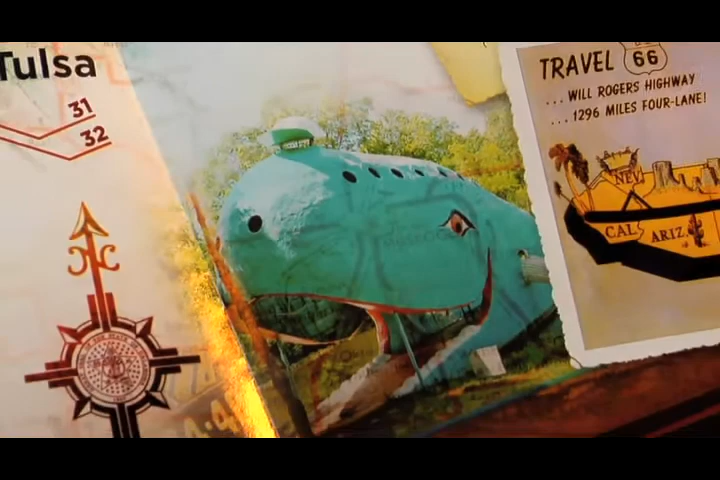 Tulsa
31
32
TRAVEL
66
... WILL ROGERS HIGHWAY
... 1296 MILES FOUR-LANE!
NEV.
CAL
ARIZ.